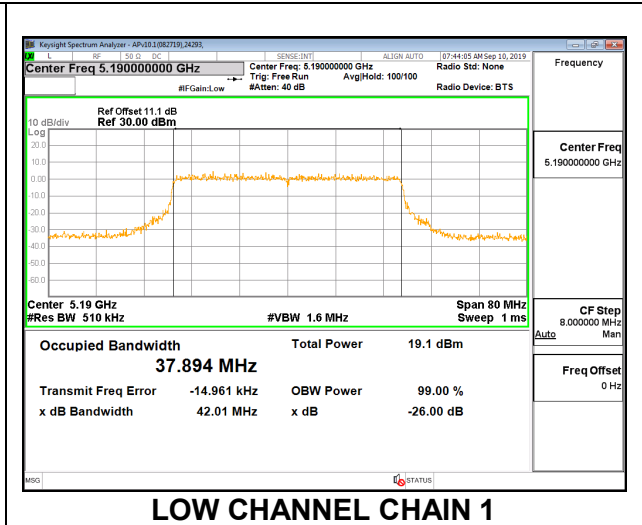 Keysight Spectrum Analyzer - APv10.1(082719),24293,
L RF 50 Ω DC SENSE:INT ALIGN AUTO 07:44:05 AM Sep 10, 2019
Center Freq 5.190000000 GHz Center Freq: 5.190000000 GHz Radio Std: None Frequency
Trig: Free Run Avg|Hold: 100/100
#IFGain:Low #Atten: 40 dB Radio Device: BTS
Ref Offset 11.1 dB
10 dB/div Ref 30.00 dBm
Log
20.0
10.0
0.00
-10.0
-20.0
-30.0
-40.0
-50.0
-60.0
Center Freq
5.190000000 GHz
Center 5.19 GHz Span 80 MHz
#Res BW 510 kHz #VBW 1.6 MHz Sweep 1 ms
CF Step
8.000000 MHz
Auto Man
Occupied Bandwidth Total Power 19.1 dBm
37.894 MHz
Transmit Freq Error -14.961 kHz OBW Power 99.00 %
x dB Bandwidth 42.01 MHz x dB -26.00 dB
Freq Offset
0 Hz
MSG STATUS
LOW CHANNEL CHAIN 1